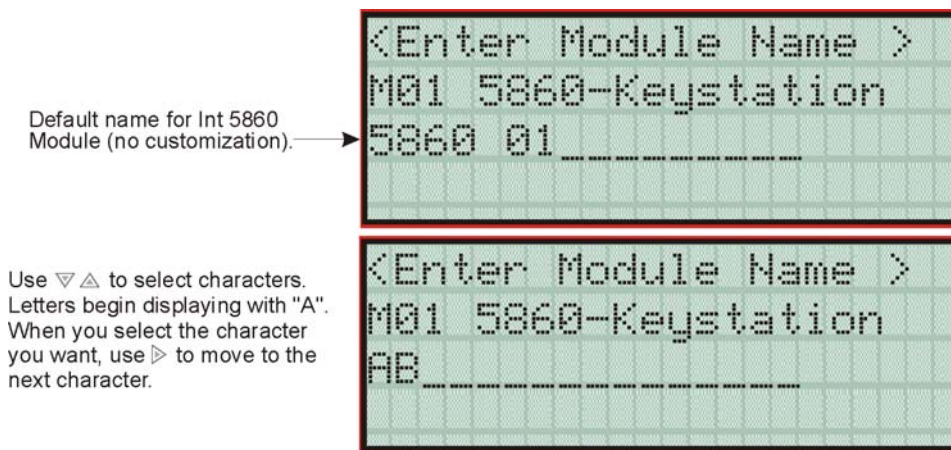 <Enter Module Name >
M01 5860-Keystation
Default name for Int 5860
Module (no customization).
5860 01_________
Use ▽ △ to select characters.
Letters begin displaying with "A".
When you select the character
you want, use ▷ to move to the
next character.
<Enter Module Name >
M01 5860-Keystation
AB______________